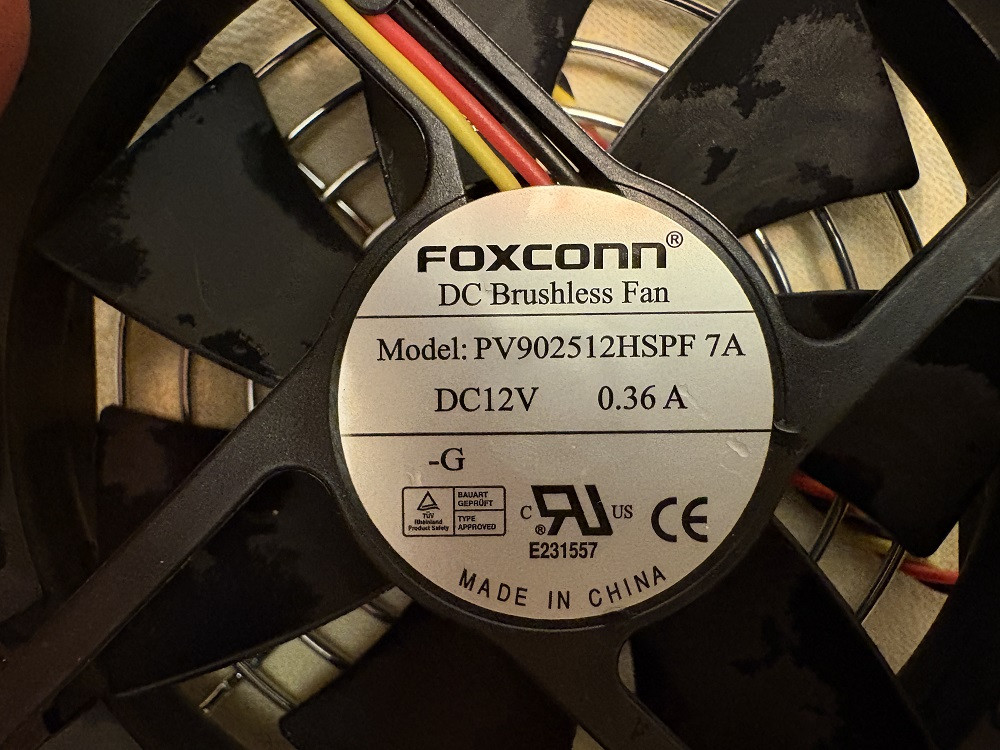 FOXCONN®
DC Brushless Fan
Model: PV902512HSPF 7A
DC12V 0.36 A
-G
TÜV
Rheinland
Product Safety
BAUART
GEPRÜFT
TYPE
APPROVED
C ® US
E231557
CE
MADE IN CHINA